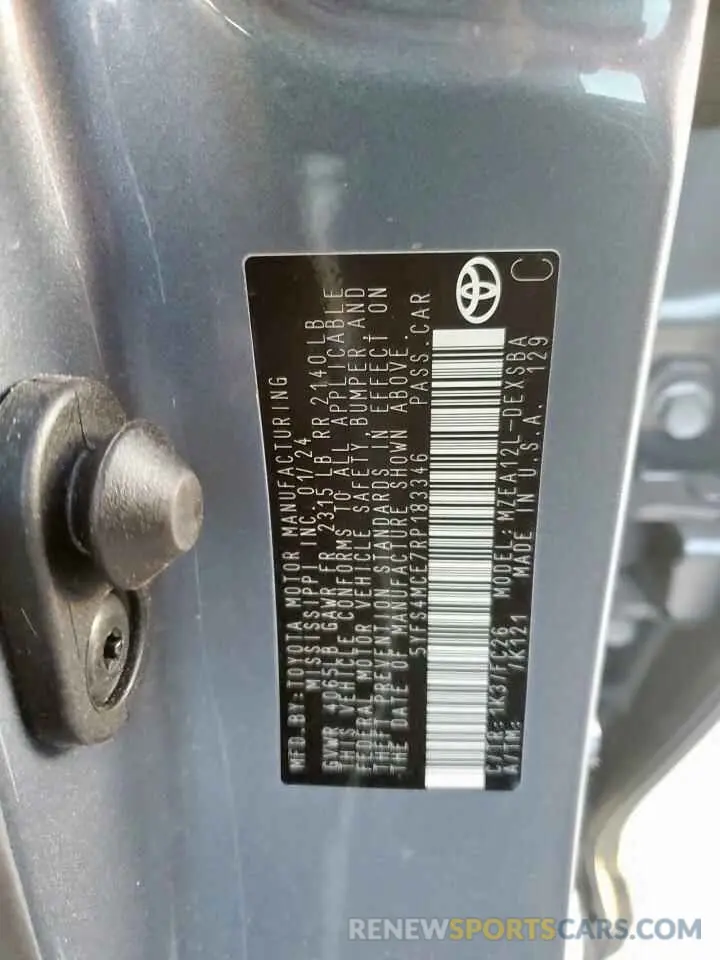 MFD.BY:TOYOTA MOTOR MANUFACTURING
MISSISSIPPI INC. 01/24
GVWR 4065LB GAWR FR 2315 LB RR 2140 LB
THIS VEHICLE CONFORMS TO ALL APPLICABLE
FEDERAL MOTOR VEHICLE SAFETY, BUMPER, AND
THEFT PREVENTION STANDARDS IN EFFECT ON
THE DATE OF MANUFACTURE SHOWN ABOVE.
5YFS4MCE7RP183346 PASS.CAR
C/TR:1K3/FC26 MODEL:MZEA12L-DEXSBA
A/TM: /K121 MADE IN U.S.A. 129
C
RENEWSPORTSCARS.COM